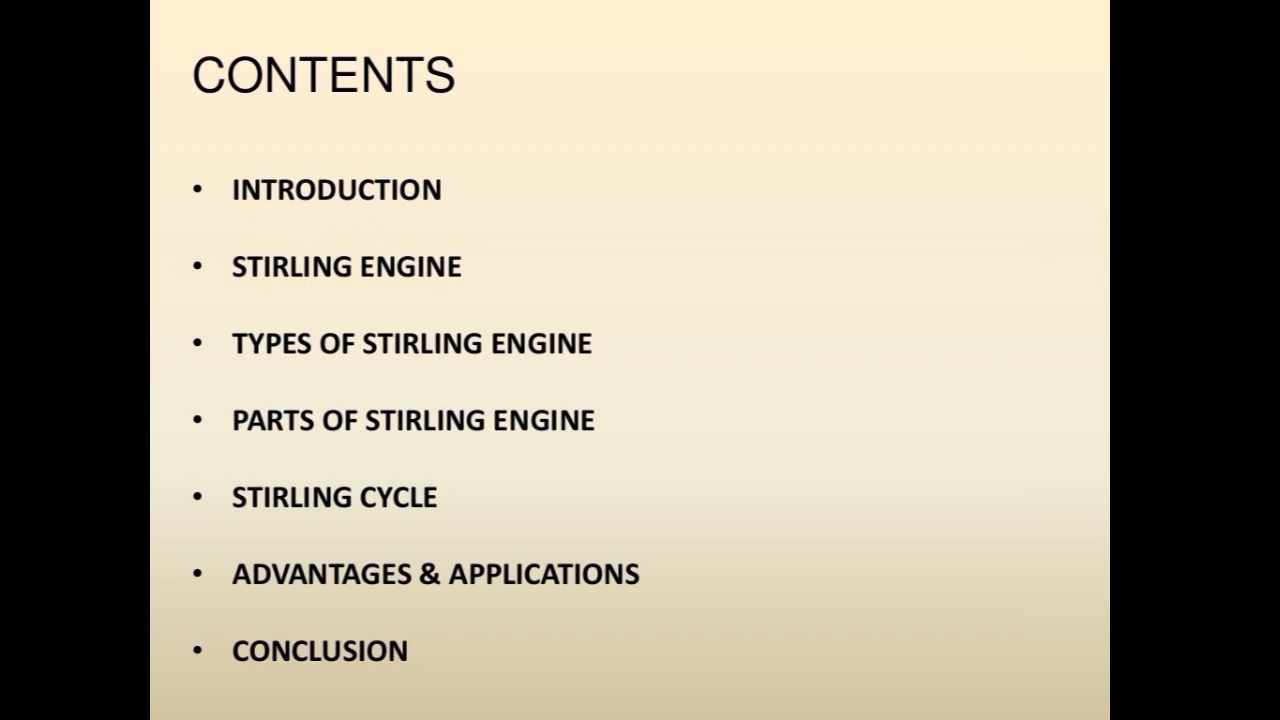 CONTENTS
• INTRODUCTION
• STIRLING ENGINE
• TYPES OF STIRLING ENGINE
• PARTS OF STIRLING ENGINE
• STIRLING CYCLE
• ADVANTAGES & APPLICATIONS
• CONCLUSION